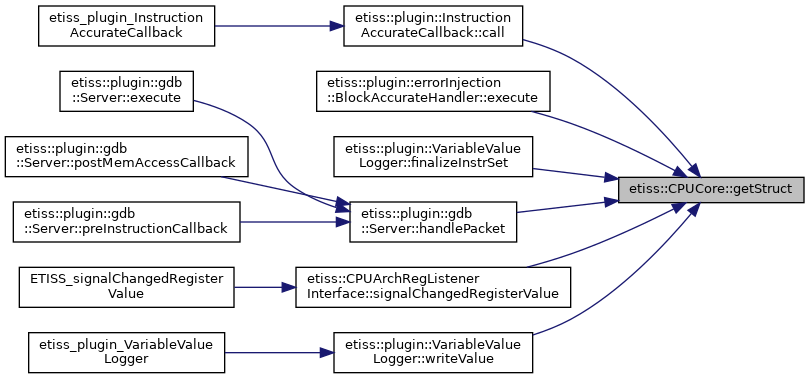 etiss_plugin_Instruction
AccurateCallback
etiss::plugin::Instruction
AccurateCallback::call
etiss::plugin::gdb
::Server::execute
etiss::plugin::errorInjection
::BlockAccurateHandler::execute
etiss::plugin::gdb
::Server::postMemAccessCallback
etiss::plugin::VariableValue
Logger::finalizeInstrSet
etiss::CPUCore::getStruct
etiss::plugin::gdb
::Server::preInstructionCallback
etiss::plugin::gdb
::Server::handlePacket
ETISS_signalChangedRegister
Value
etiss::CPUArchRegListener
Interface::signalChangedRegisterValue
etiss_plugin_VariableValue
Logger
etiss::plugin::VariableValue
Logger::writeValue